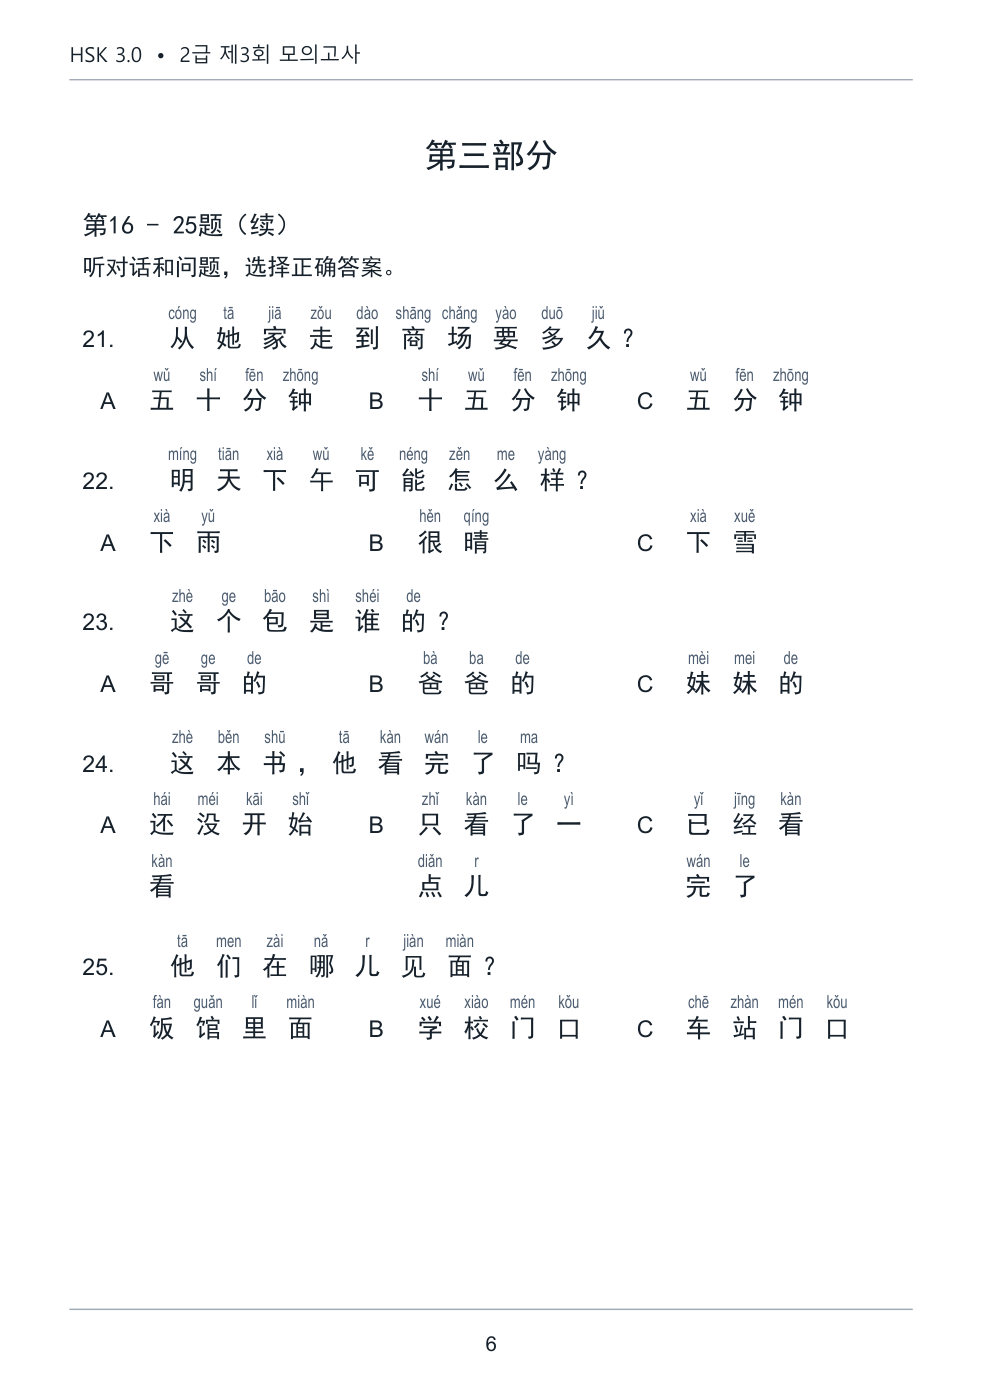 HSK 3.0 • 2급 제3회 모의고사
第三部分
第16 - 25题（续）
听对话和问题，选择正确答案。
cóng tā jiā zǒu dào shāng chǎng yào duō jiǔ
21. 从她家走到商场要多久？
wǔ shí fēn zhōng shí wǔ fēn zhōng wǔ fēn zhōng
A 五十分钟 B 十五分钟 C 五分钟
míng tiān xià wǔ kě néng zěn me yàng
22. 明天下午可能怎么样？
xià yǔ hěn qíng xià xuě
A 下雨 B 很晴 C 下雪
zhè ge bāo shì shéi de
23. 这个包是谁的？
gē ge de bà ba de mèi mei de
A 哥哥的 B 爸爸的 C 妹妹的
zhè běn shū tā kàn wán le ma
24. 这本书，他看完了吗？
hái méi kāi shǐ zhǐ kàn le yì yǐ jīng kàn
A 还没开始 B 只看了一 C 已经看
kàn diǎn r wán le
看 点儿 完了
tā men zài nǎ r jiàn miàn
25. 他们在哪儿见面？
fàn guǎn lǐ miàn xué xiào mén kǒu chē zhàn mén kǒu
A 饭馆里面 B 学校门口 C 车站门口
6